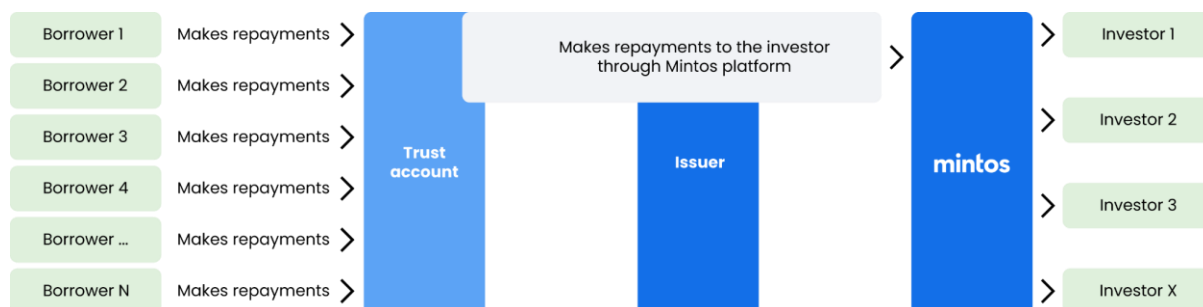 Borrower 1 Makes repayments
Makes repayments to the investor
through Mintos platform
Investor 1
Borrower 2 Makes repayments
Investor 2
Borrower 3 Makes repayments
Trust
account
Issuer
mintos
Borrower 4 Makes repayments
Investor 3
Borrower ... Makes repayments
Borrower N Makes repayments
Investor X